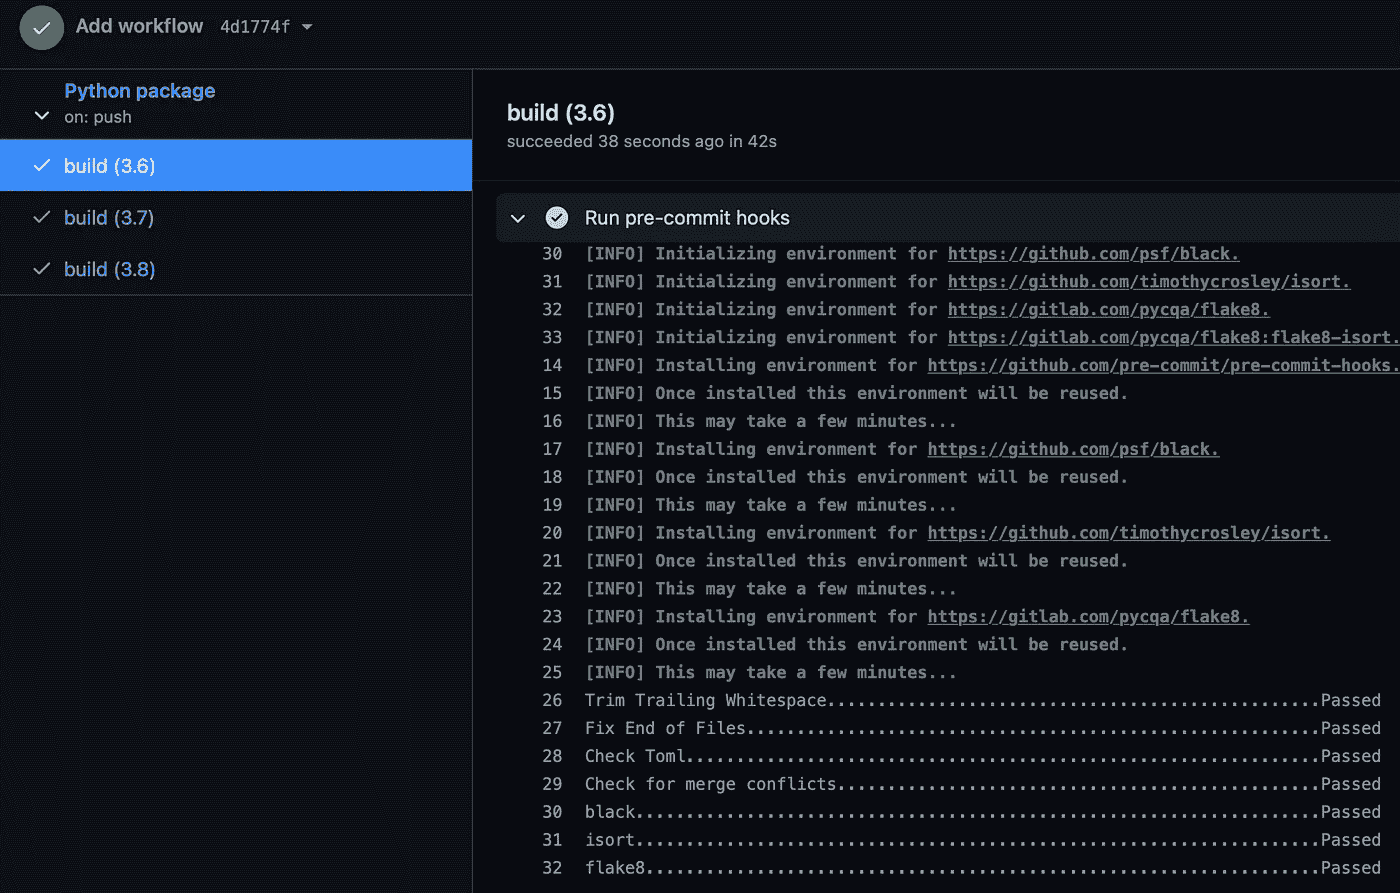 Add workflow 4d1774f
Python package
on: push
build (3.6)
build (3.7)
build (3.8)
build (3.6)
succeeded 38 seconds ago in 42s
Run pre-commit hooks
30 [INFO] Initializing environment for https://github.com/psf/black.
31 [INFO] Initializing environment for https://github.com/timothycrosley/isort.
32 [INFO] Initializing environment for https://gitlab.com/pycqa/flake8.
33 [INFO] Initializing environment for https://gitlab.com/pycqa/flake8:flake8-isort.
14 [INFO] Installing environment for https://github.com/pre-commit/pre-commit-hooks.
15 [INFO] Once installed this environment will be reused.
16 [INFO] This may take a few minutes...
17 [INFO] Installing environment for https://github.com/psf/black.
18 [INFO] Once installed this environment will be reused.
19 [INFO] This may take a few minutes...
20 [INFO] Installing environment for https://github.com/timothycrosley/isort.
21 [INFO] Once installed this environment will be reused.
22 [INFO] This may take a few minutes...
23 [INFO] Installing environment for https://gitlab.com/pycqa/flake8.
24 [INFO] Once installed this environment will be reused.
25 [INFO] This may take a few minutes...
26 Trim Trailing Whitespace.................................................Passed
27 Fix End of Files.........................................................Passed
28 Check Toml...............................................................Passed
29 Check for merge conflicts................................................Passed
30 black....................................................................Passed
31 isort....................................................................Passed
32 flake8...................................................................Passed